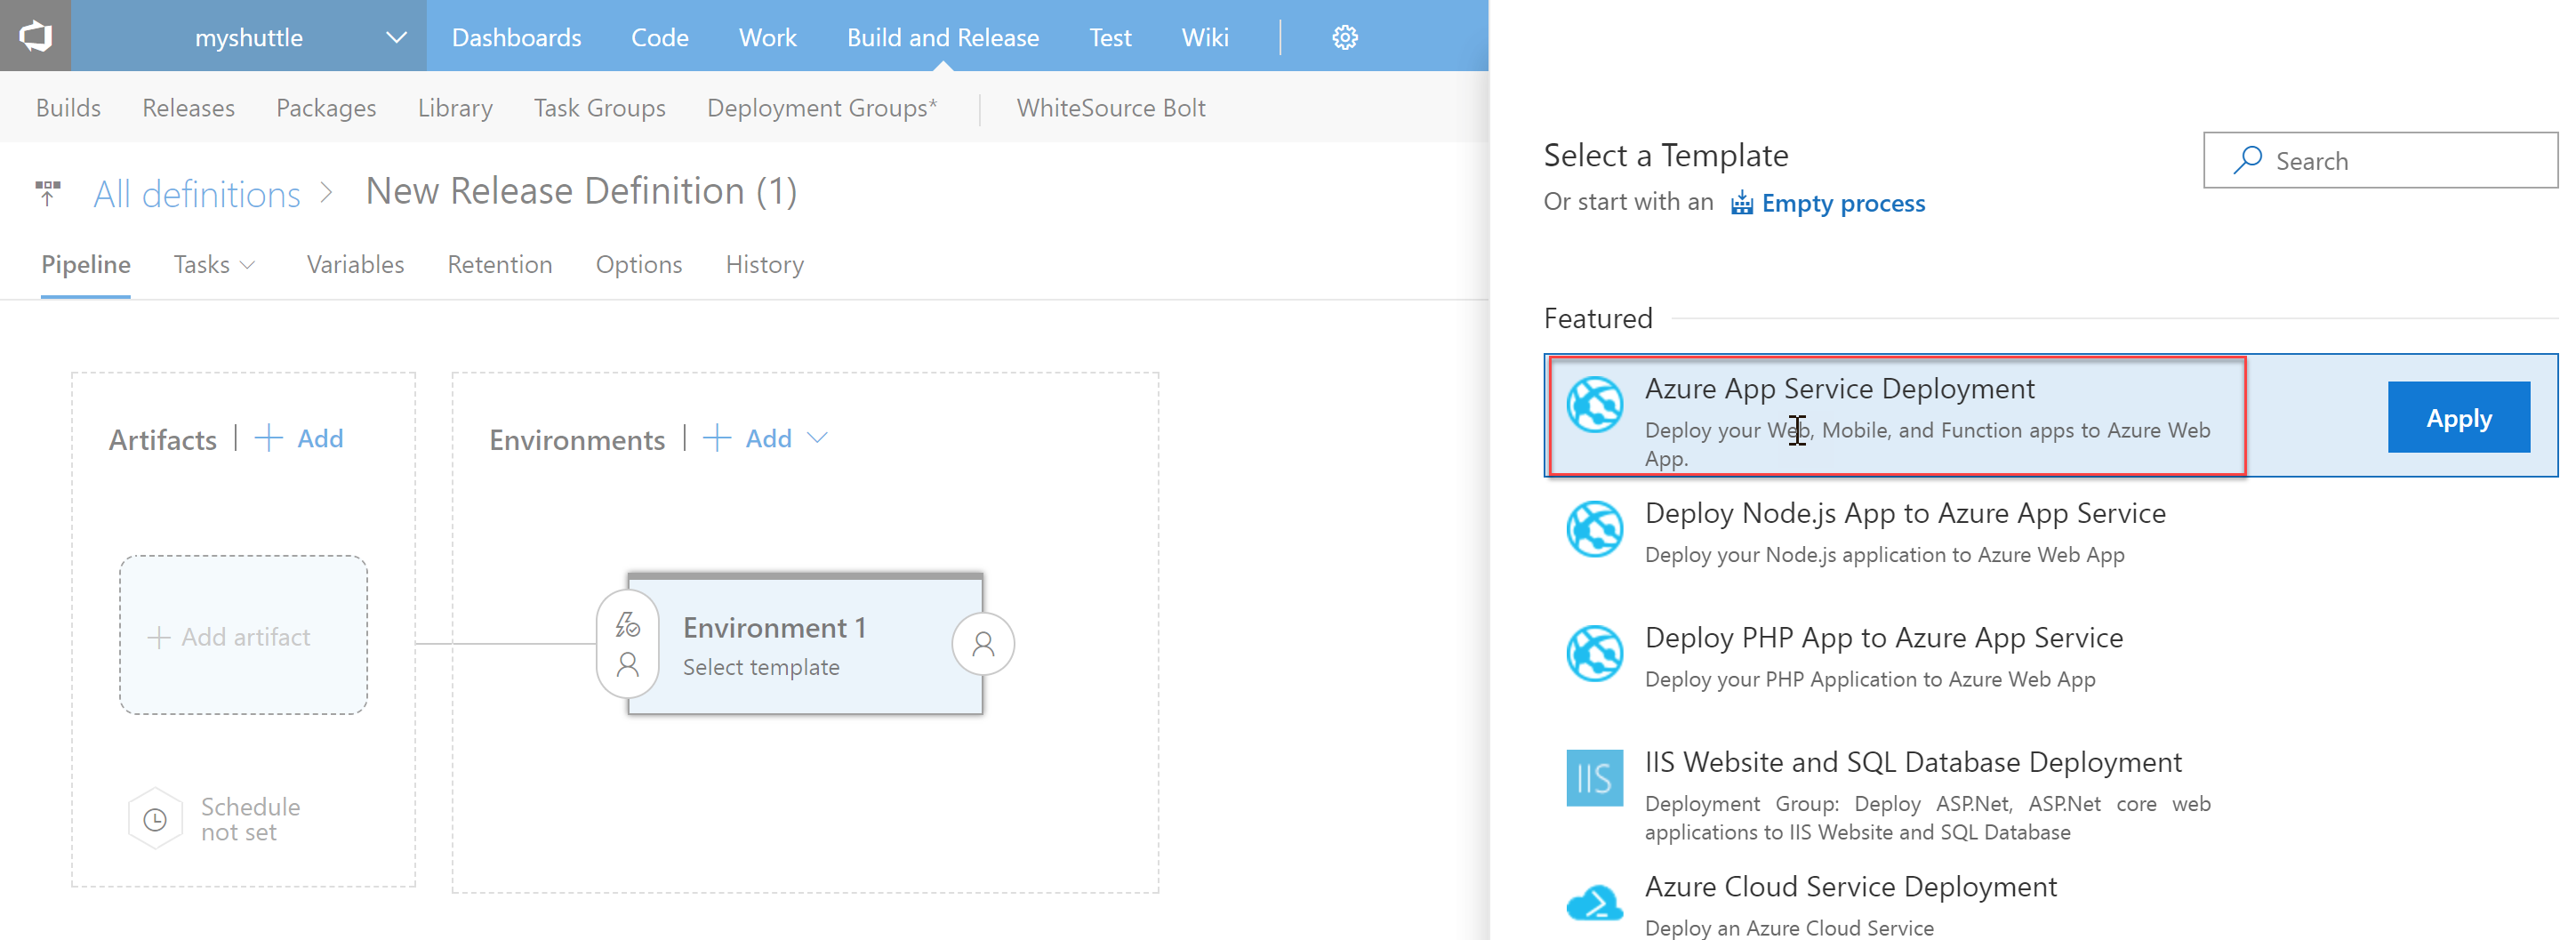 myshuttle
Dashboards Code Work Build and Release Test Wiki
Builds Releases Packages Library Task Groups Deployment Groups* WhiteSource Bolt
All definitions > New Release Definition (1)
Pipeline Tasks Variables Retention Options History
Artifacts | + Add
Add artifact
Schedule
not set
Environments | + Add
Environment 1
Select template
Select a Template
Search
Or start with an Empty process
Featured
Azure App Service Deployment
Deploy your Web, Mobile, and Function apps to Azure Web
App.
Apply
Deploy Node.js App to Azure App Service
Deploy your Node.js application to Azure Web App
Deploy PHP App to Azure App Service
Deploy your PHP Application to Azure Web App
IIS
IIS Website and SQL Database Deployment
Deployment Group: Deploy ASP.Net, ASP.Net core web
applications to IIS Website and SQL Database
Azure Cloud Service Deployment
Deploy an Azure Cloud Service